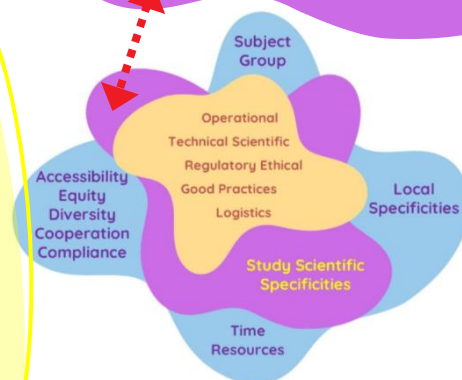 Subject
Group
Operational
Technical Scientific
Regulatory Ethical
Good Practices
Logistics
Accessibility
Equity
Diversity
Cooperation
Compliance
Local
Specificities
Study Scientific
Specificities
Time
Resources